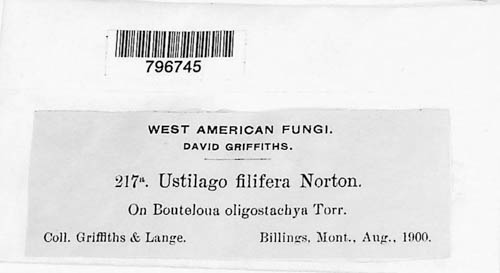 796745
WEST AMERICAN FUNGI.
DAVID GRIFFITHS.
217a. Ustilago filifera Norton.
On Bouteloua oligostachya Torr.
Coll. Griffiths & Lange. Billings, Mont., Aug., 1900.